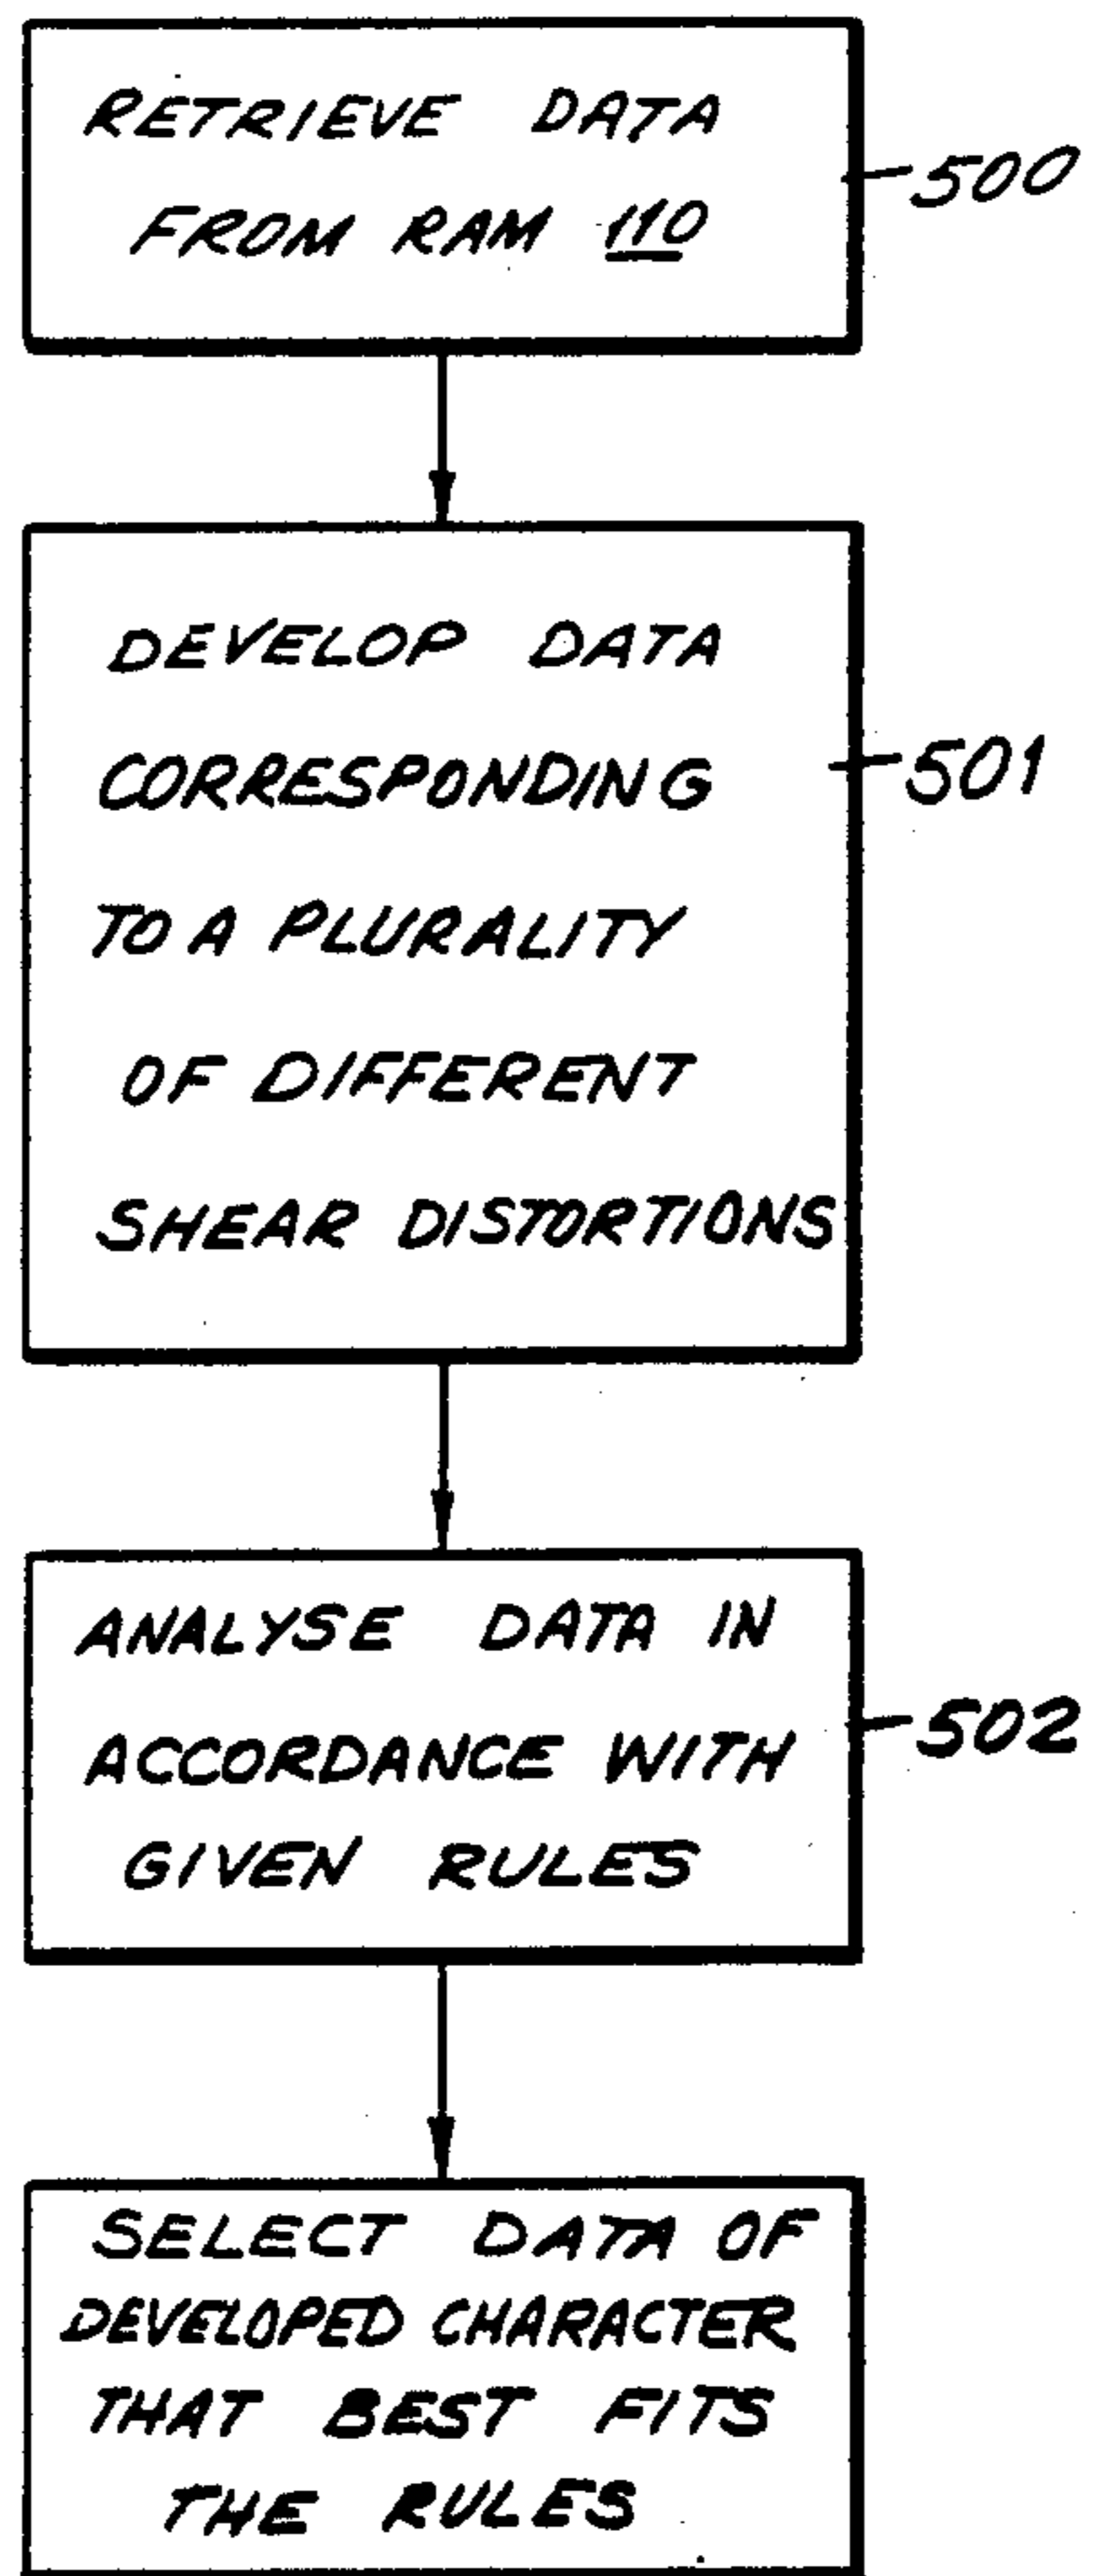 RETRIEVE DATA
FROM RAM 110
500
DEVELOP DATA
CORRESPONDING
TO A PLURALITY
OF DIFFERENT
SHEAR DISTORTIONS
501
ANALYSE DATA IN
ACCORDANCE WITH
GIVEN RULES
502
SELECT DATA OF
DEVELOPED CHARACTER
THAT BEST FITS
THE RULES